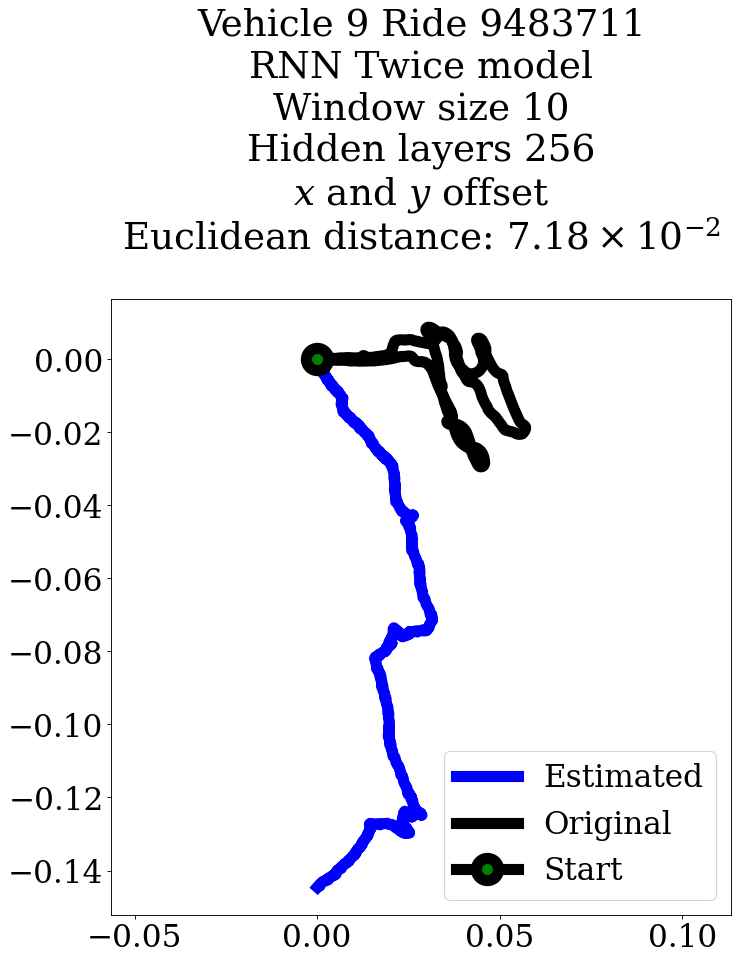 Vehicle 9 Ride 9483711
RNN Twice model
Window size 10
Hidden layers 256
x and y offset
Euclidean distance: 7.18 × 10⁻²
0.00
−0.02
−0.04
−0.06
−0.08
−0.10
−0.12
−0.14
Estimated
Original
Start
−0.05 0.00 0.05 0.10